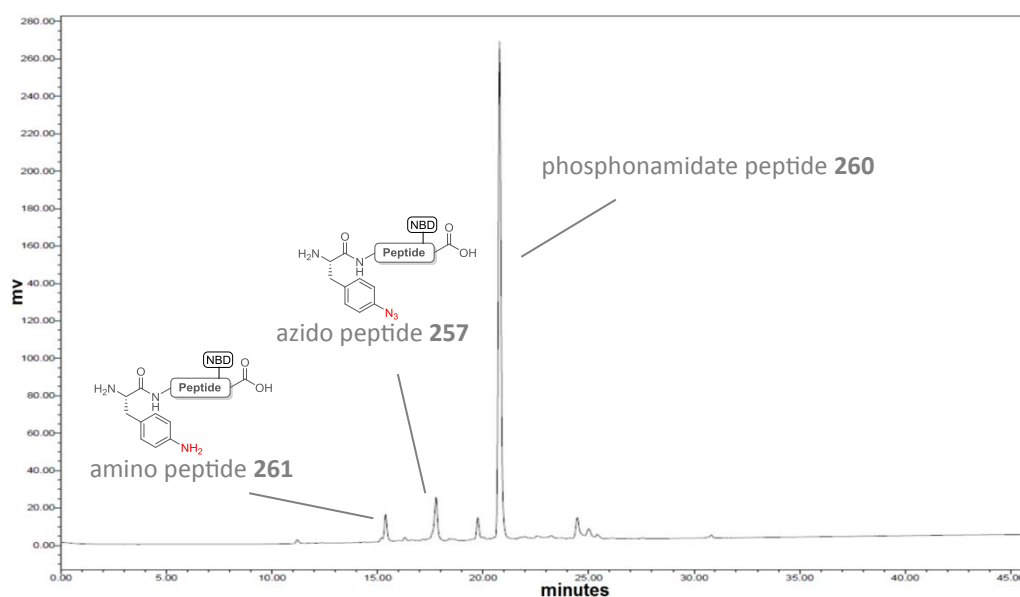 280.00
260.00
240.00
220.00
200.00
180.00
160.00
140.00
120.00
100.00
80.00
60.00
40.00
20.00
0.00
mv
phosphonamidate peptide 260
NBD
O
O
H₂N
Peptide
OH
N
H
N₃
azido peptide 257
NBD
O
O
H₂N
Peptide
OH
N
H
NH₂
amino peptide 261
0.00 5.00 10.00 15.00 20.00 25.00 30.00 35.00 40.00 45.0
minutes